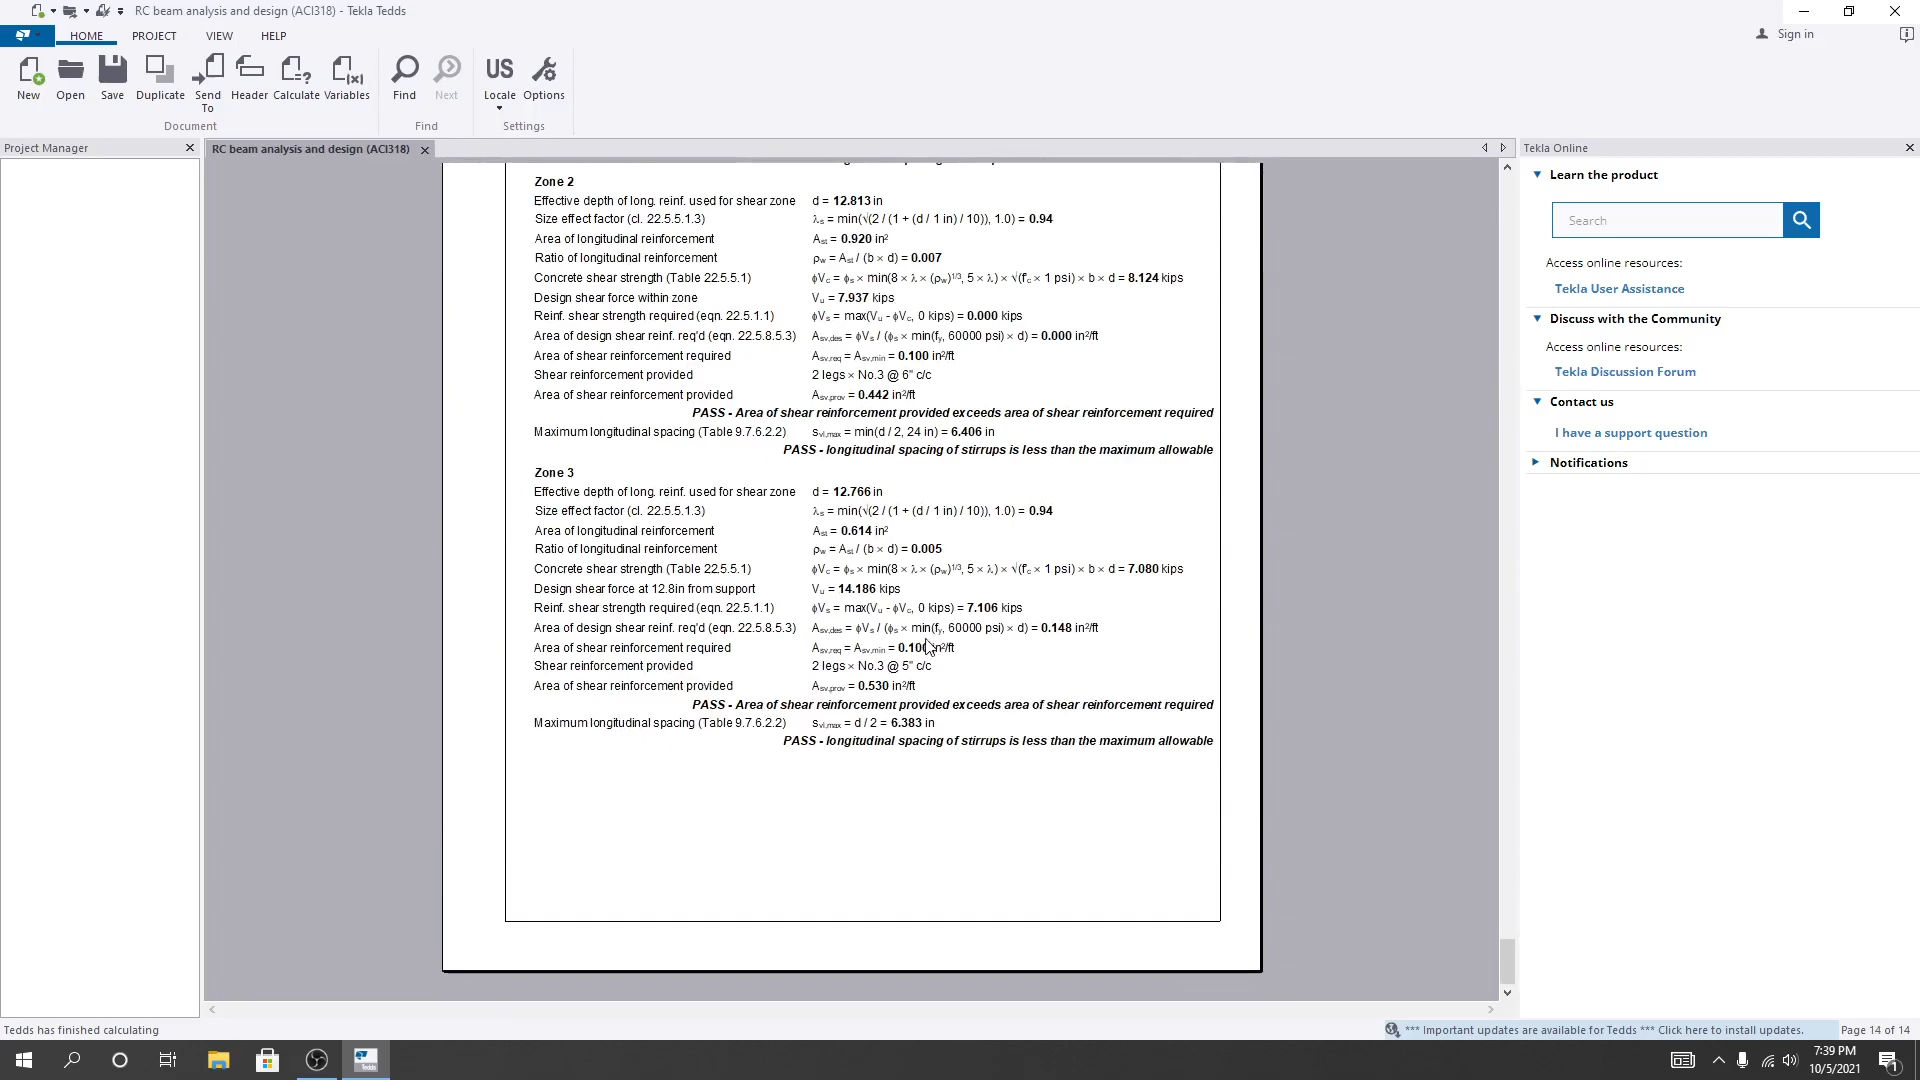 RC beam analysis and design (ACI318) - Tekla Tedds
HOME PROJECT VIEW HELP
Sign in
New Open Save Duplicate Send To Header Calculate Variables
Find Next
US
Locale Options
Document Find Settings
Project Manager
RC beam analysis and design (ACI318)
Tekla Online
Zone 2
Effective depth of long. reinf. used for shear zone d = 12.813 in
Size effect factor (cl. 22.5.5.1.3) λs = min(√(2 / (1 + (d / 1 in) / 10)), 1.0) = 0.94
Area of longitudinal reinforcement Ast = 0.920 in²
Ratio of longitudinal reinforcement ρw = Ast / (b × d) = 0.007
Concrete shear strength (Table 22.5.5.1) ϕVc = ϕs × min(8 × λ × (ρw)1/3, 5 × λ) × √(f'c × 1 psi) × b × d = 8.124 kips
Design shear force within zone Vu = 7.937 kips
Reinf. shear strength required (eqn. 22.5.1.1) ϕVs = max(Vu - ϕVc, 0 kips) = 0.000 kips
Area of design shear reinf. req'd (eqn. 22.5.8.5.3) Asv,des = ϕVs / (ϕs × min(fy, 60000 psi) × d) = 0.000 in²/ft
Area of shear reinforcement required Asv,req = Asv,min = 0.100 in²/ft
Shear reinforcement provided 2 legs × No.3 @ 6" c/c
Area of shear reinforcement provided Asv,prov = 0.442 in²/ft
PASS - Area of shear reinforcement provided exceeds area of shear reinforcement required
Maximum longitudinal spacing (Table 9.7.6.2.2) svl,max = min(d / 2, 24 in) = 6.406 in
PASS - longitudinal spacing of stirrups is less than the maximum allowable
Zone 3
Effective depth of long. reinf. used for shear zone d = 12.766 in
Size effect factor (cl. 22.5.5.1.3) λs = min(√(2 / (1 + (d / 1 in) / 10)), 1.0) = 0.94
Area of longitudinal reinforcement Ast = 0.614 in²
Ratio of longitudinal reinforcement ρw = Ast / (b × d) = 0.005
Concrete shear strength (Table 22.5.5.1) ϕVc = ϕs × min(8 × λ × (ρw)1/3, 5 × λ) × √(f'c × 1 psi) × b × d = 7.080 kips
Design shear force at 12.8in from support Vu = 14.186 kips
Reinf. shear strength required (eqn. 22.5.1.1) ϕVs = max(Vu - ϕVc, 0 kips) = 7.106 kips
Area of design shear reinf. req'd (eqn. 22.5.8.5.3) Asv,des = ϕVs / (ϕs × min(fy, 60000 psi) × d) = 0.148 in²/ft
Area of shear reinforcement required Asv,req = Asv,min = 0.100 in²/ft
Shear reinforcement provided 2 legs × No.3 @ 5" c/c
Area of shear reinforcement provided Asv,prov = 0.530 in²/ft
PASS - Area of shear reinforcement provided exceeds area of shear reinforcement required
Maximum longitudinal spacing (Table 9.7.6.2.2) svl,max = d / 2 = 6.383 in
PASS - longitudinal spacing of stirrups is less than the maximum allowable
Learn the product
Search
Access online resources:
Tekla User Assistance
Discuss with the Community
Access online resources:
Tekla Discussion Forum
Contact us
I have a support question
Notifications
Tedds has finished calculating
*** Important updates are available for Tedds *** Click here to install updates.
Page 14 of 14
Tedds
7:39 PM
10/5/2021
1